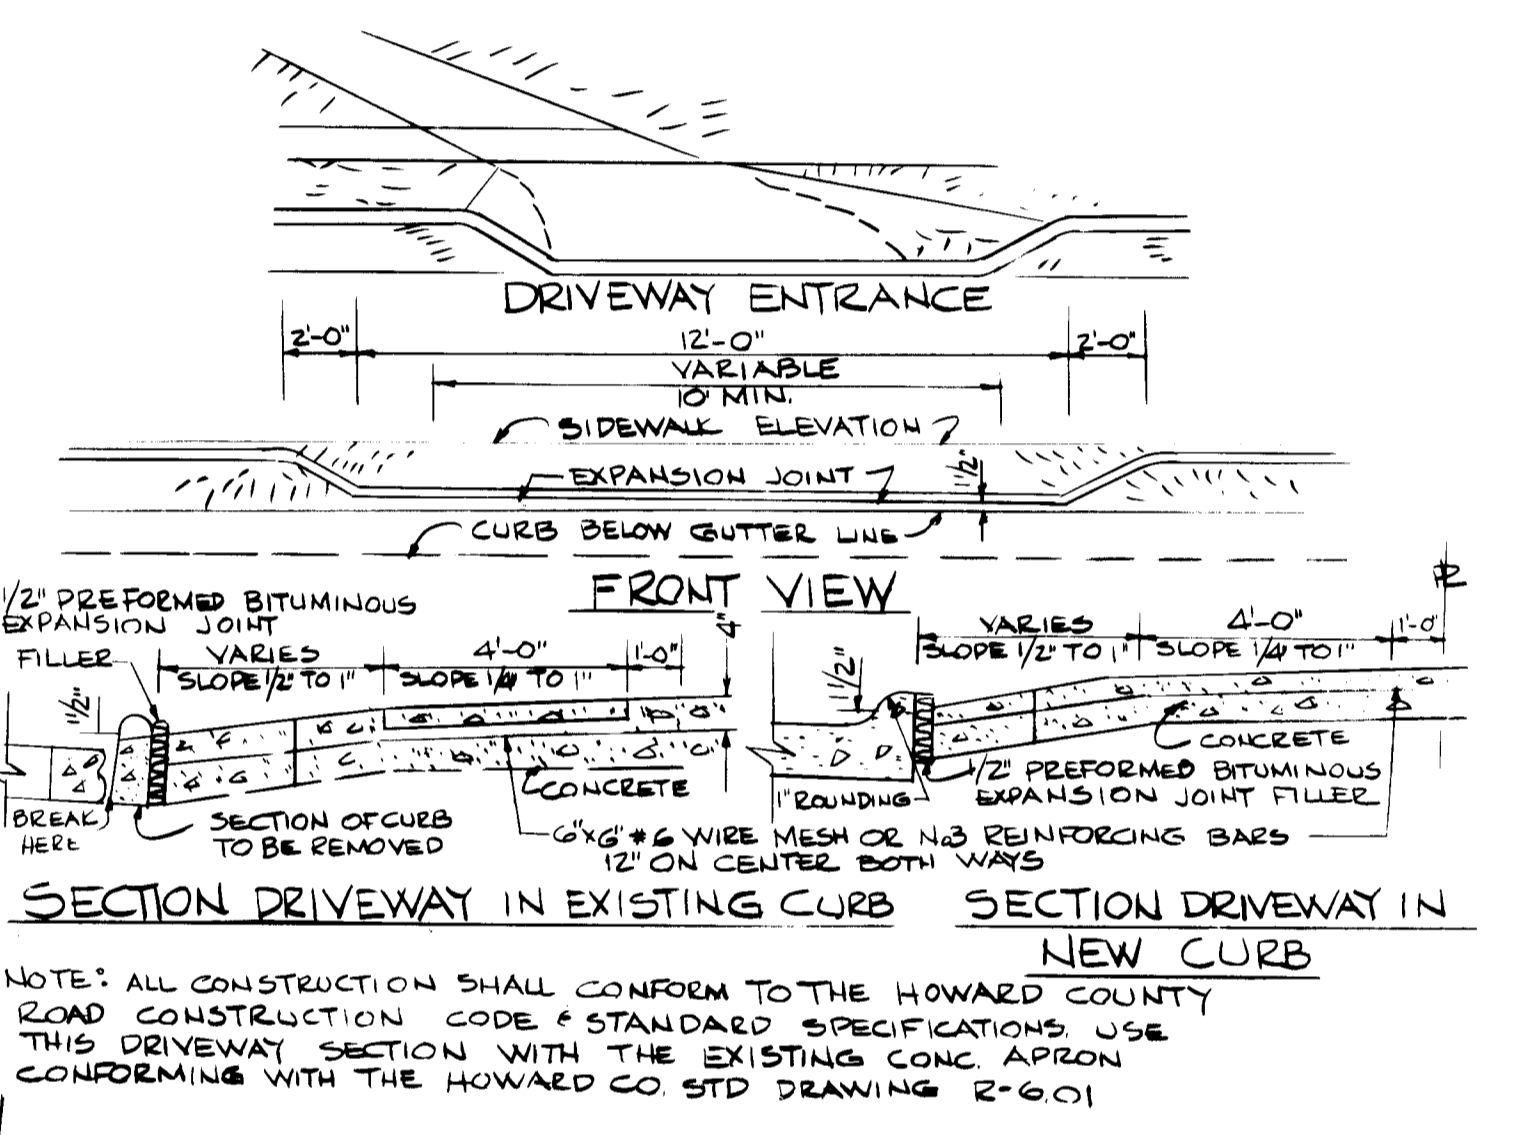 DRIVEWAY ENTRANCE
2'-0"
12'-0"
2'-0"
VARIABLE
10' MIN.
SIDEWALK ELEVATION
EXPANSION JOINT
1 1/2"
CURB BELOW GUTTER LINE
FRONT VIEW
1/2" PREFORMED BITUMINOUS
EXPANSION JOINT
FILLER
VARIES
SLOPE 1/2" TO 1"
4'-0"
SLOPE 1/4" TO 1"
1'-0"
4"
1 1/2"
BREAK
HERE
SECTION OF CURB
TO BE REMOVED
CONCRETE
6"x6" #6 WIRE MESH OR No3 REINFORCING BARS
12" ON CENTER BOTH WAYS
SECTION DRIVEWAY IN EXISTING CURB
PL
VARIES
SLOPE 1/2" TO 1"
4'-0"
SLOPE 1/4" TO 1"
1'-0"
1 1/2"
CONCRETE
1/2" PREFORMED BITUMINOUS
EXPANSION JOINT FILLER
1" ROUNDING
SECTION DRIVEWAY IN
NEW CURB
NOTE: ALL CONSTRUCTION SHALL CONFORM TO THE HOWARD COUNTY
ROAD CONSTRUCTION CODE & STANDARD SPECIFICATIONS. USE
THIS DRIVEWAY SECTION WITH THE EXISTING CONC. APRON
CONFORMING WITH THE HOWARD CO. STD DRAWING R-6.01